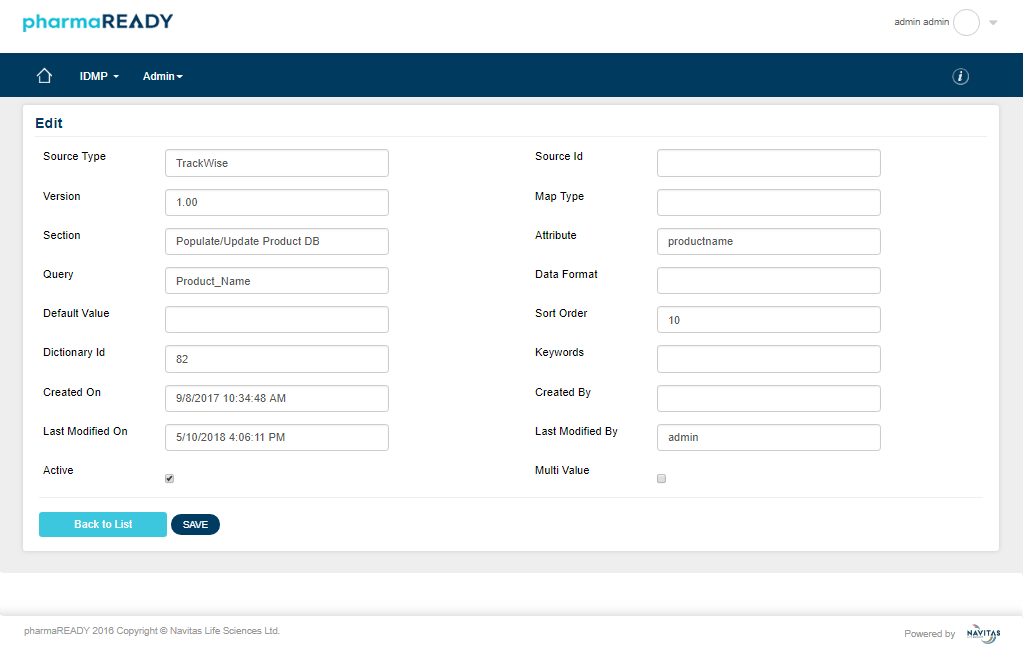 pharmaREADY
admin admin
IDMP
Admin
i
Edit
Source Type TrackWise Source Id
Version 1.00 Map Type
Section Populate/Update Product DB Attribute productname
Query Product_Name Data Format
Default Value Sort Order 10
Dictionary Id 82 Keywords
Created On 9/8/2017 10:34:48 AM Created By
Last Modified On 5/10/2018 4:06:11 PM Last Modified By admin
Active Multi Value
Back to List SAVE
pharmaREADY 2016 Copyright © Navitas Life Sciences Ltd.
Powered by NAVITAS